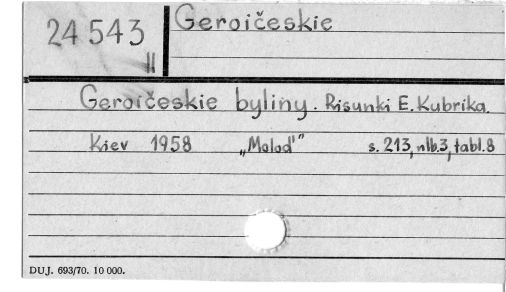 24 543
II
Geroičeskie
Geroičeskie byliny. Risunki E. Kubrika.
Kiev 1958 „Molod'” s. 213, nlb.3, tabl.8
DUJ. 693/70. 10 000.